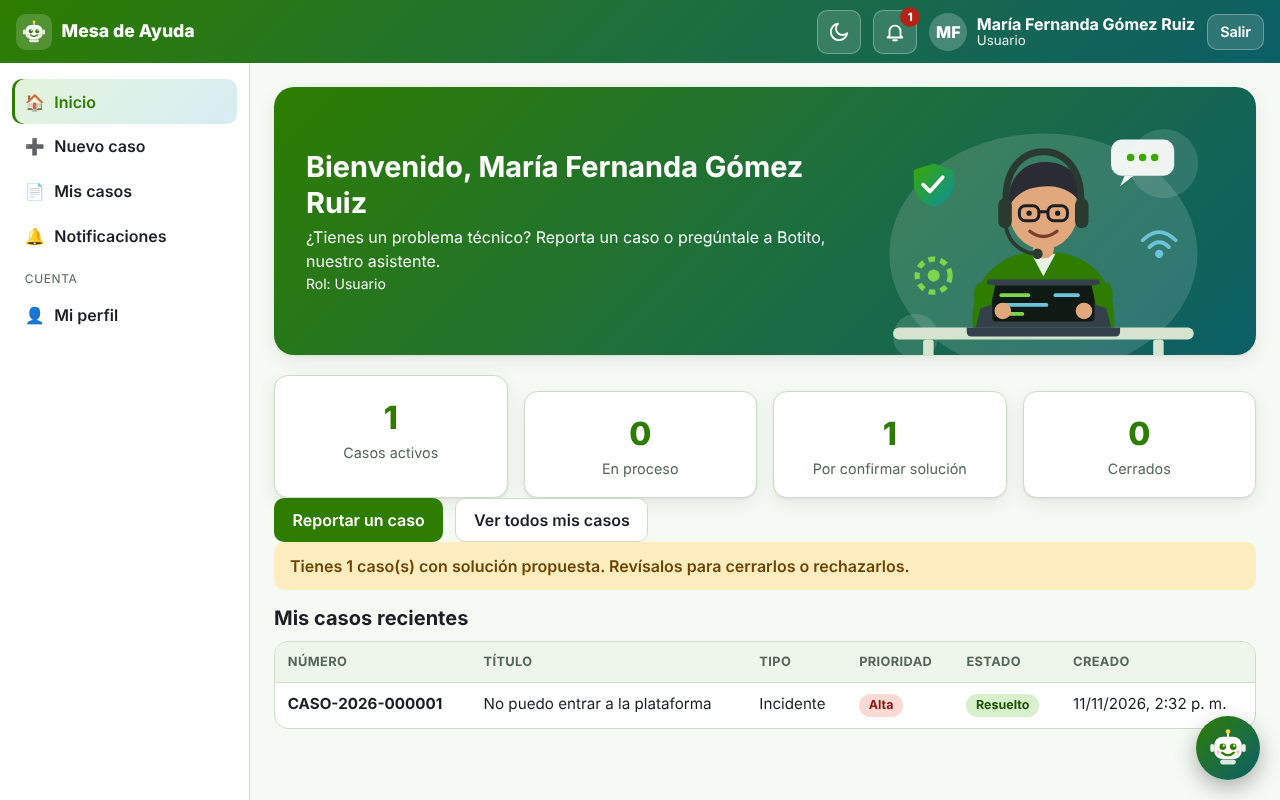 Mesa de Ayuda
1
MF
María Fernanda Gómez Ruiz
Usuario
Salir
Inicio
Nuevo caso
Mis casos
Notificaciones
CUENTA
Mi perfil
Bienvenido, María Fernanda Gómez
Ruiz
¿Tienes un problema técnico? Reporta un caso o pregúntale a Botito,
nuestro asistente.
Rol: Usuario
1
Casos activos
0
En proceso
1
Por confirmar solución
0
Cerrados
Reportar un caso
Ver todos mis casos
Tienes 1 caso(s) con solución propuesta. Revísalos para cerrarlos o rechazarlos.
Mis casos recientes
NÚMERO TÍTULO TIPO PRIORIDAD ESTADO CREADO
CASO-2026-000001 No puedo entrar a la plataforma Incidente Alta Resuelto 11/11/2026, 2:32 p. m.